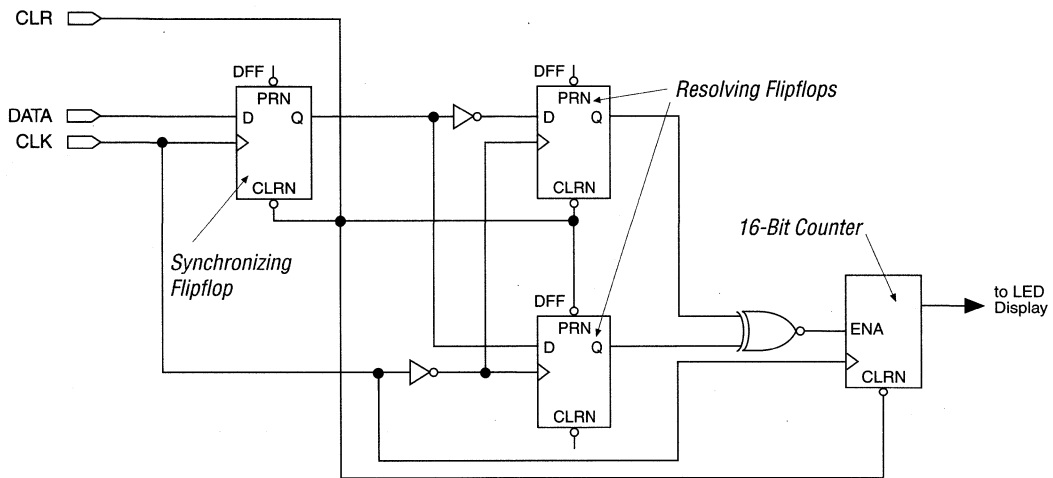 CLR
DFF
DFF
PRN
PRN
Resolving Flipflops
DATA
D
Q
D
Q
CLK
CLRN
CLRN
16-Bit Counter
Synchronizing
Flipflop
DFF
PRN
D
Q
to LED
Display
ENA
CLRN
CLRN